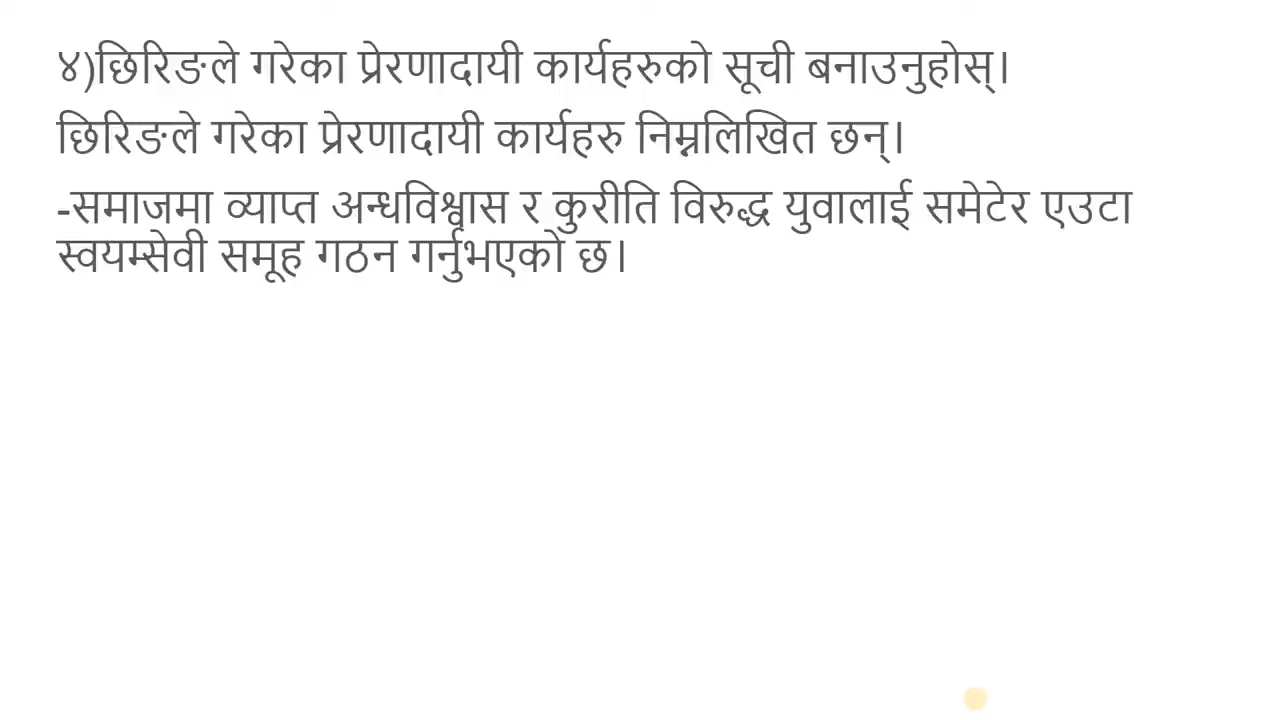 ४)छिरिङले गरेका प्रेरणादायी कार्यहरुको सूची बनाउनुहोस्।
छिरिङले गरेका प्रेरणादायी कार्यहरु निम्नलिखित छन्।
-समाजमा व्याप्त अन्धविश्वास र कुरीति विरुद्ध युवालाई समेटेर एउटा
स्वयम्सेवी समूह गठन गर्नुभएको छ।